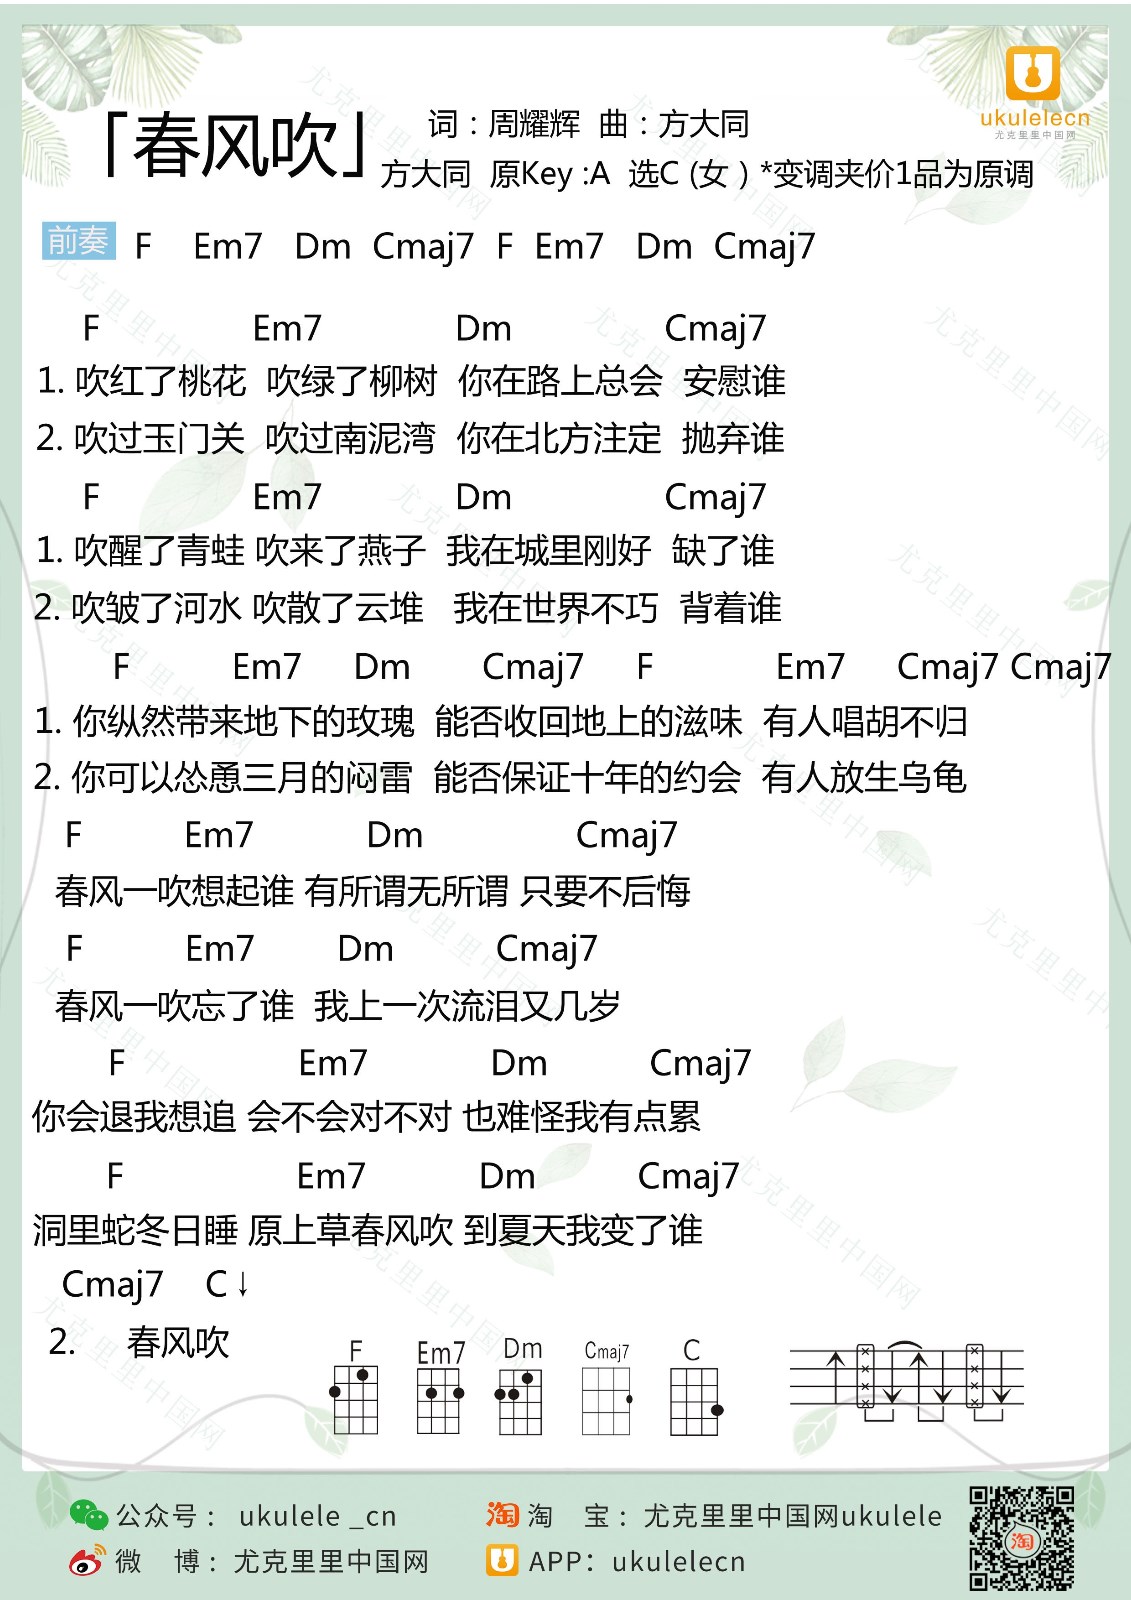 ukulelecn
尤克里里中国网
「春风吹」 词：周耀辉 曲：方大同
方大同 原Key :A 选C (女）*变调夹价1品为原调
前奏 F Em7 Dm Cmaj7 F Em7 Dm Cmaj7
F Em7 Dm Cmaj7
1. 吹红了桃花 吹绿了柳树 你在路上总会 安慰谁
2. 吹过玉门关 吹过南泥湾 你在北方注定 抛弃谁
F Em7 Dm Cmaj7
1. 吹醒了青蛙 吹来了燕子 我在城里刚好 缺了谁
2. 吹皱了河水 吹散了云堆 我在世界不巧 背着谁
F Em7 Dm Cmaj7 F Em7 Cmaj7 Cmaj7
1. 你纵然带来地下的玫瑰 能否收回地上的滋味 有人唱胡不归
2. 你可以怂恿三月的闷雷 能否保证十年的约会 有人放生乌龟
F Em7 Dm Cmaj7
春风一吹想起谁 有所谓无所谓 只要不后悔
F Em7 Dm Cmaj7
春风一吹忘了谁 我上一次流泪又几岁
F Em7 Dm Cmaj7
你会退我想追 会不会对不对 也难怪我有点累
F Em7 Dm Cmaj7
洞里蛇冬日睡 原上草春风吹 到夏天我变了谁
Cmaj7 C↓
2. 春风吹
F Em7 Dm Cmaj7 C
公众号： ukulele _cn
淘 淘 宝：尤克里里中国网ukulele
微 博：尤克里里中国网
APP：ukulelecn
淘